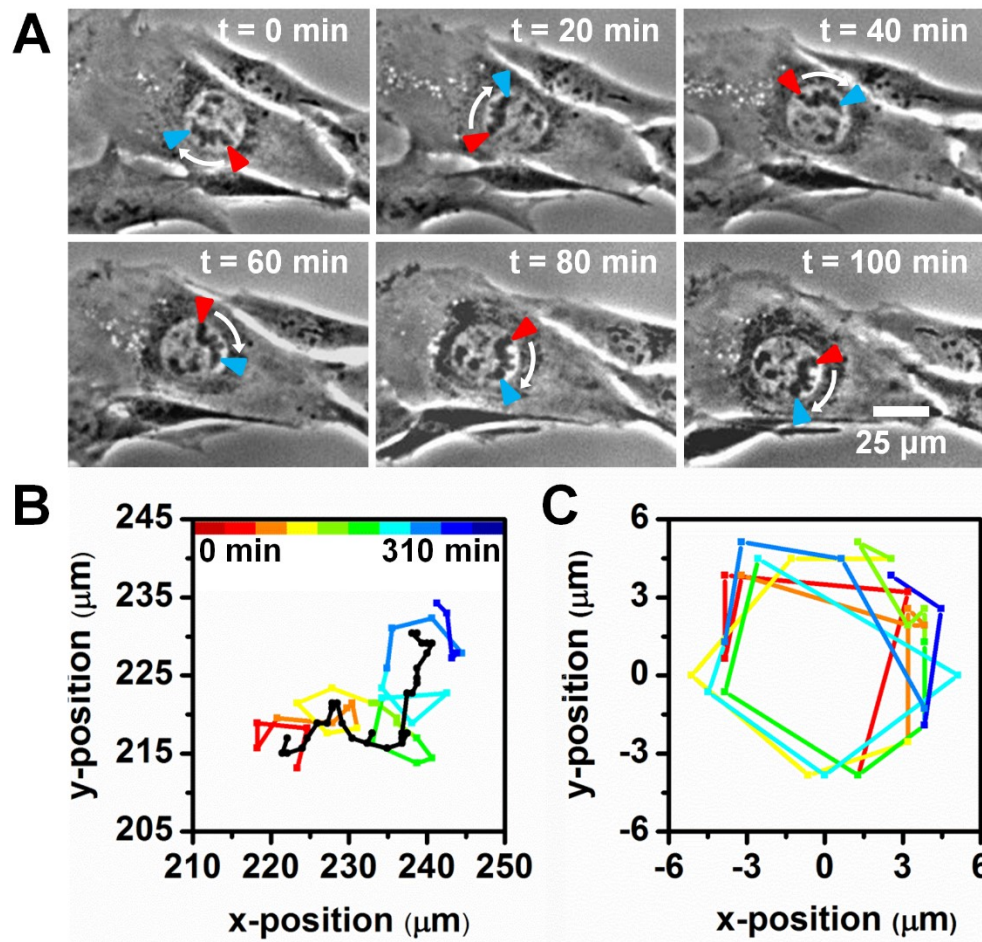 A
t = 0 min
t = 20 min
t = 40 min
t = 60 min
t = 80 min
t = 100 min
25 μm
B
0 min
310 min
245
235
225
215
205
210 220 230 240 250
y-position (μm)
x-position (μm)
C
6
3
0
-3
-6
-6 -3 0 3 6
y-position (μm)
x-position (μm)